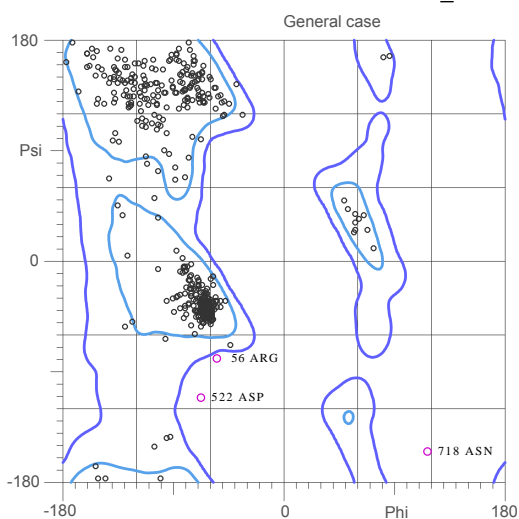 General case
180
Psi
0
56 ARG
522 ASP
718 ASN
-180
-180
0
Phi
180